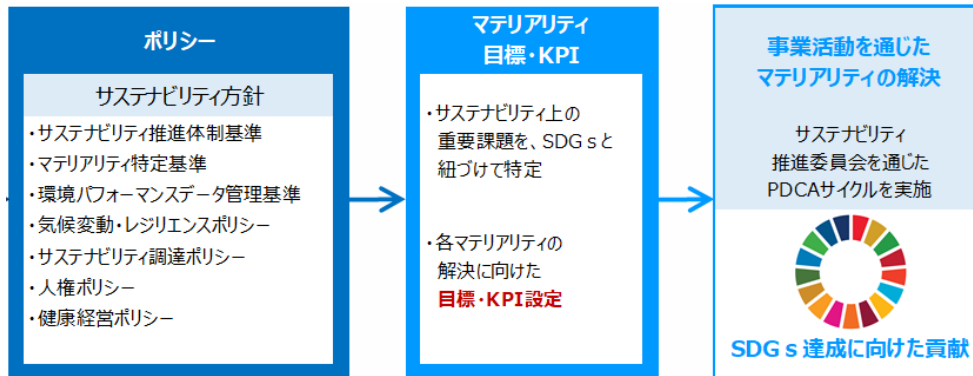 ポリシー
サステナビリティ方針
・サステナビリティ推進体制基準
・マテリアリティ特定基準
・環境パフォーマンスデータ管理基準
・気候変動・レジリエンスポリシー
・サステナビリティ調達ポリシー
・人権ポリシー
・健康経営ポリシー
マテリアリティ
目標・KPI
・サステナビリティ上の
重要課題を、SDGsと
紐づけて特定
・各マテリアリティの
解決に向けた
目標・KPI設定
事業活動を通じた
マテリアリティの解決
サステナビリティ
推進委員会を通じた
PDCAサイクルを実施
SDGs達成に向けた貢献